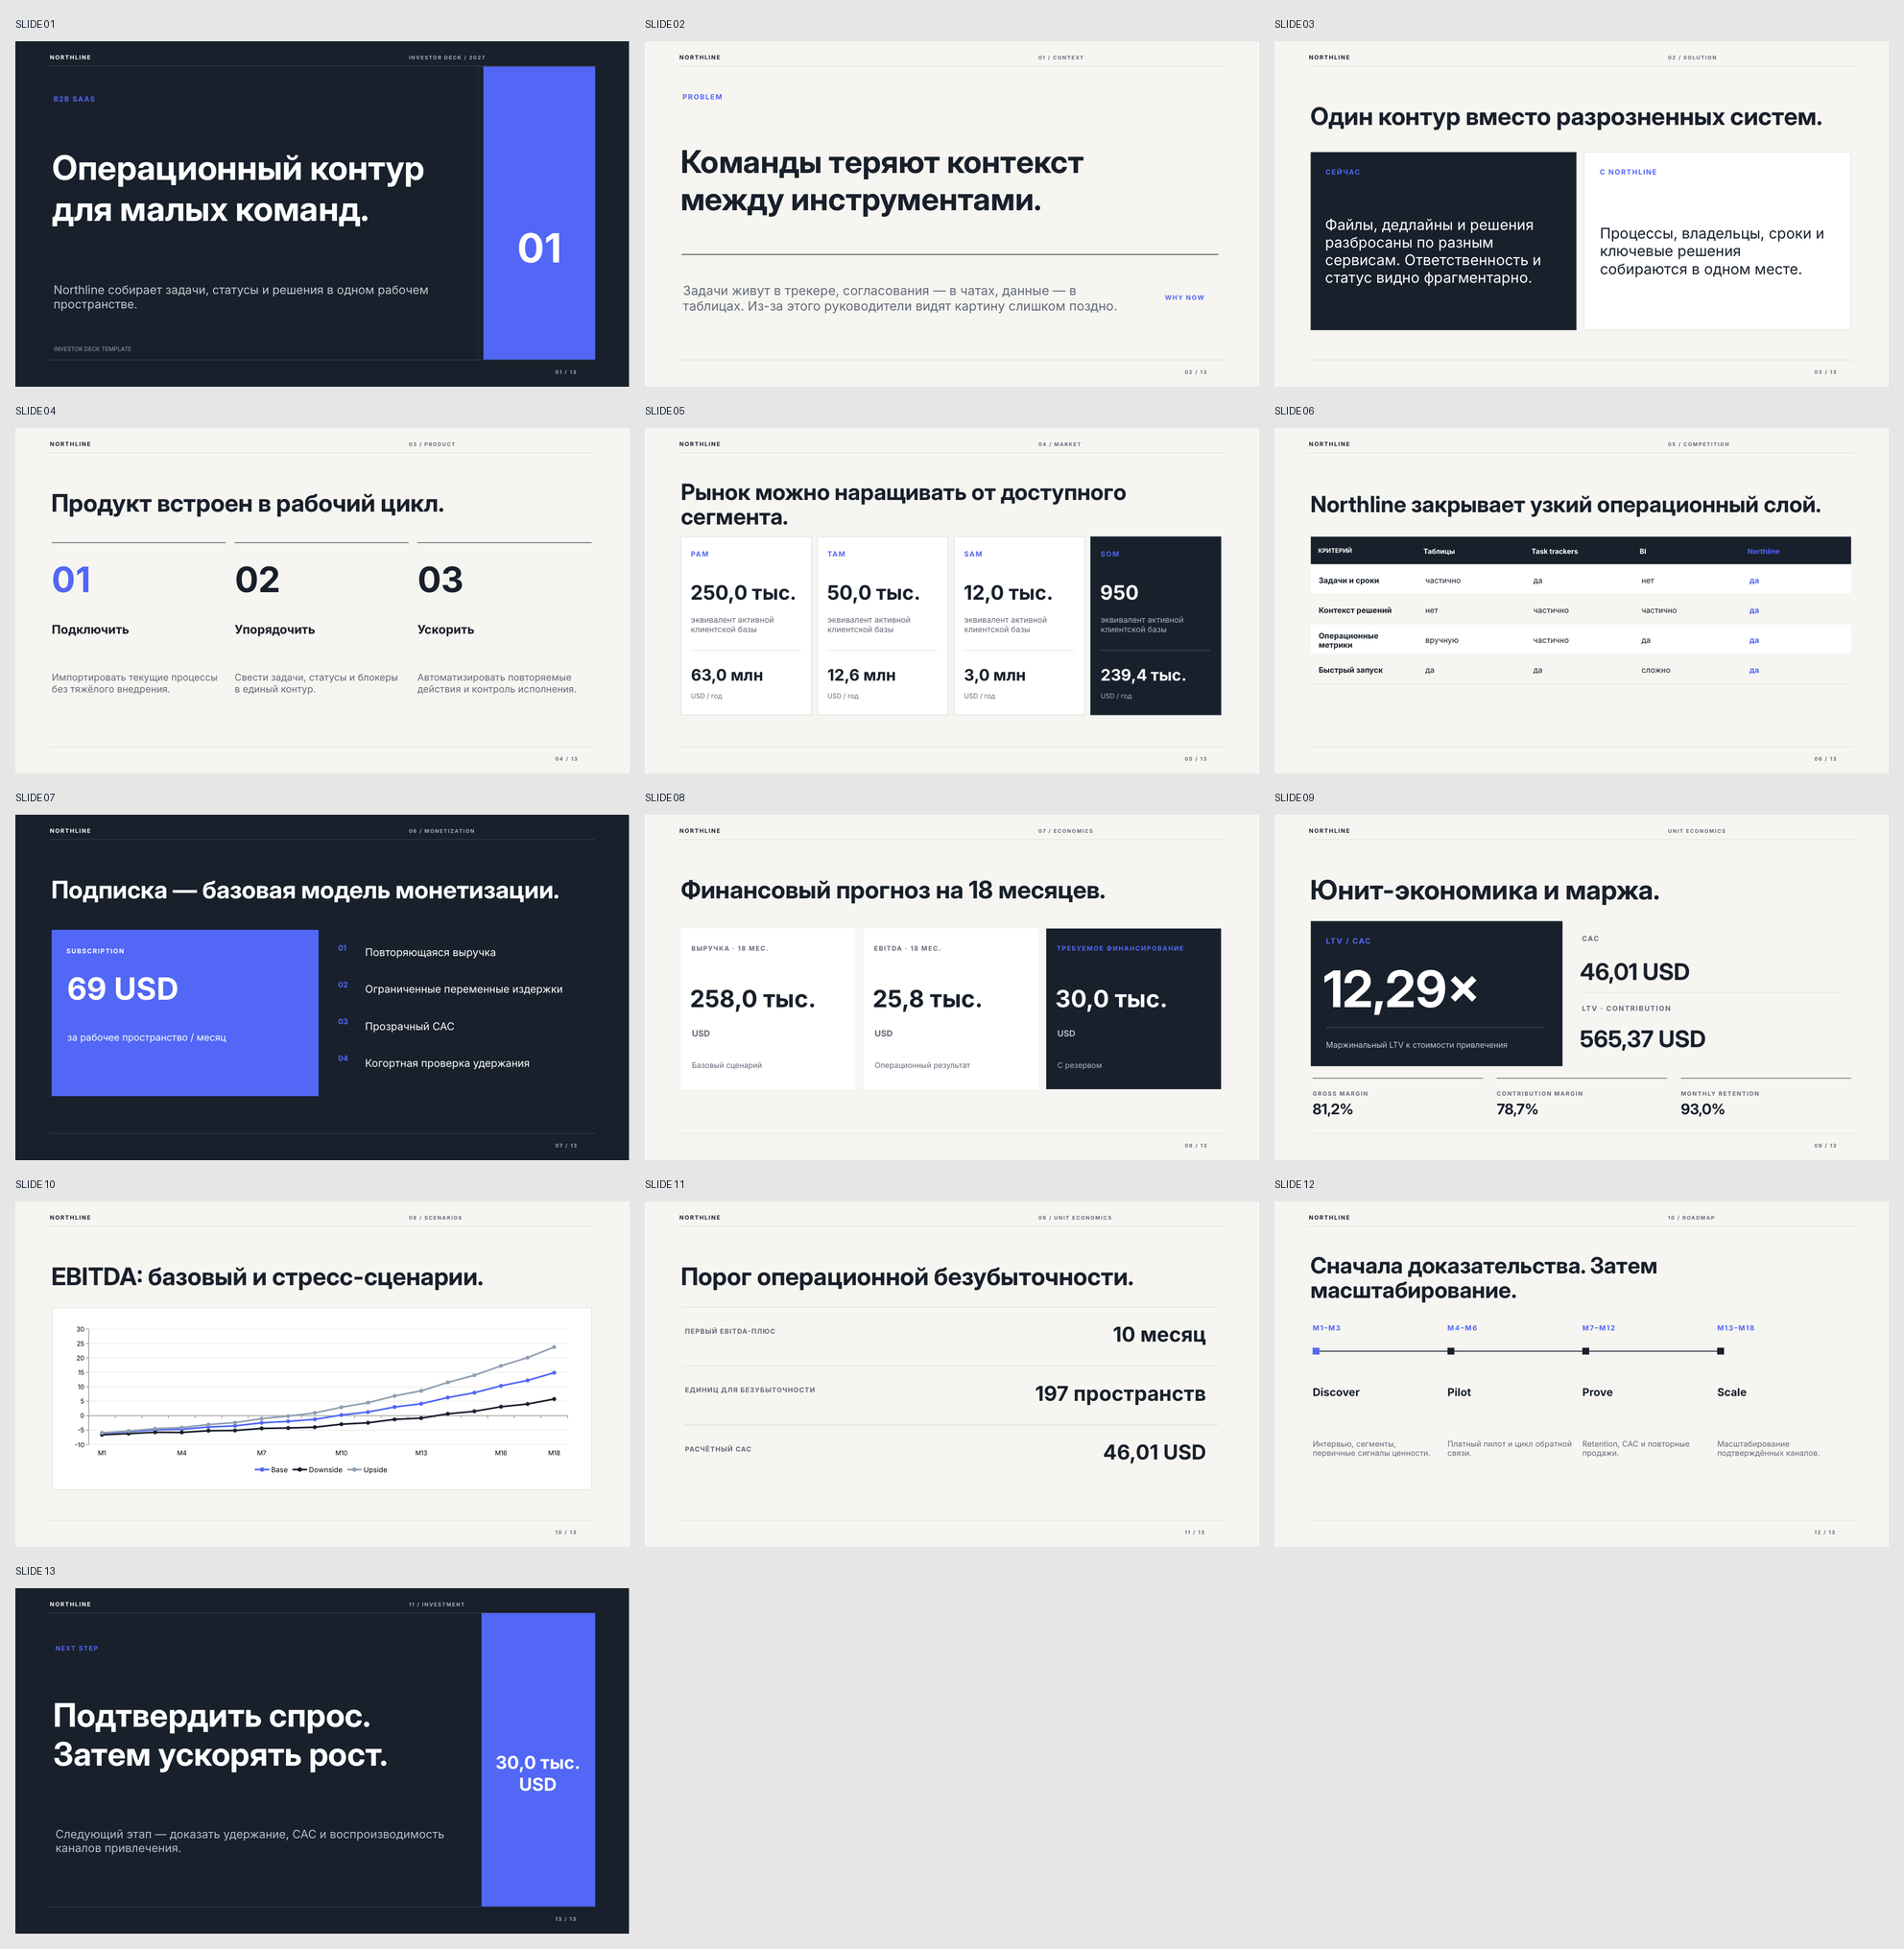 SLIDE 01
NORTHLINE
INVESTOR DECK / 2027
B2B SAAS
Операционный контур
для малых команд.
01
Northline собирает задачи, статусы и решения в одном рабочем
пространстве.
INVESTOR DECK TEMPLATE
01 / 13
SLIDE 02
NORTHLINE
01 / CONTEXT
PROBLEM
Команды теряют контекст
между инструментами.
Задачи живут в трекере, согласования — в чатах, данные — в
таблицах. Из-за этого руководители видят картину слишком поздно.
WHY NOW
02 / 13
SLIDE 03
NORTHLINE
02 / SOLUTION
Один контур вместо разрозненных систем.
СЕЙЧАС
Файлы, дедлайны и решения
разбросаны по разным
сервисам. Ответственность и
статус видно фрагментарно.
С NORTHLINE
Процессы, владельцы, сроки и
ключевые решения
собираются в одном месте.
03 / 13
SLIDE 04
NORTHLINE
03 / PRODUCT
Продукт встроен в рабочий цикл.
01
Подключить
Импортировать текущие процессы
без тяжёлого внедрения.
02
Упорядочить
Свести задачи, статусы и блокеры
в единый контур.
03
Ускорить
Автоматизировать повторяемые
действия и контроль исполнения.
04 / 13
SLIDE 05
NORTHLINE
04 / MARKET
Рынок можно наращивать от доступного
сегмента.
PAM
250,0 тыс.
эквивалент активной
клиентской базы
63,0 млн
USD / год
TAM
50,0 тыс.
эквивалент активной
клиентской базы
12,6 млн
USD / год
SAM
12,0 тыс.
эквивалент активной
клиентской базы
3,0 млн
USD / год
SOM
950
эквивалент активной
клиентской базы
239,4 тыс.
USD / год
05 / 13
SLIDE 06
NORTHLINE
05 / COMPETITION
Northline закрывает узкий операционный слой.
КРИТЕРИЙ Таблицы Task trackers BI Northline
Задачи и сроки частично да нет да
Контекст решений нет частично частично да
Операционные
метрики вручную частично да да
Быстрый запуск да да сложно да
06 / 13
SLIDE 07
NORTHLINE
06 / MONETIZATION
Подписка — базовая модель монетизации.
SUBSCRIPTION
69 USD
за рабочее пространство / месяц
01 Повторяющаяся выручка
02 Ограниченные переменные издержки
03 Прозрачный CAC
04 Когортная проверка удержания
07 / 13
SLIDE 08
NORTHLINE
07 / ECONOMICS
Финансовый прогноз на 18 месяцев.
ВЫРУЧКА · 18 МЕС.
258,0 тыс.
USD
Базовый сценарий
EBITDA · 18 МЕС.
25,8 тыс.
USD
Операционный результат
ТРЕБУЕМОЕ ФИНАНСИРОВАНИЕ
30,0 тыс.
USD
С резервом
08 / 13
SLIDE 09
NORTHLINE
UNIT ECONOMICS
Юнит-экономика и маржа.
LTV / CAC
12,29×
Маржинальный LTV к стоимости привлечения
CAC
46,01 USD
LTV · CONTRIBUTION
565,37 USD
GROSS MARGIN
81,2%
CONTRIBUTION MARGIN
78,7%
MONTHLY RETENTION
93,0%
09 / 13
SLIDE 10
NORTHLINE
08 / SCENARIOS
EBITDA: базовый и стресс-сценарии.
30
25
20
15
10
5
0
-5
-10
M1 M4 M7 M10 M13 M16 M18
Base Downside Upside
10 / 13
SLIDE 11
NORTHLINE
09 / UNIT ECONOMICS
Порог операционной безубыточности.
ПЕРВЫЙ EBITDA-ПЛЮС
10 месяц
ЕДИНИЦ ДЛЯ БЕЗУБЫТОЧНОСТИ
197 пространств
РАСЧЁТНЫЙ CAC
46,01 USD
11 / 13
SLIDE 12
NORTHLINE
10 / ROADMAP
Сначала доказательства. Затем
масштабирование.
M1–M3
Discover
Интервью, сегменты,
первичные сигналы ценности.
M4–M6
Pilot
Платный пилот и цикл обратной
связи.
M7–M12
Prove
Retention, CAC и повторные
продажи.
M13–M18
Scale
Масштабирование
подтверждённых каналов.
12 / 13
SLIDE 13
NORTHLINE
11 / INVESTMENT
NEXT STEP
Подтвердить спрос.
Затем ускорять рост.
30,0 тыс.
USD
Следующий этап — доказать удержание, CAC и воспроизводимость
каналов привлечения.
13 / 13